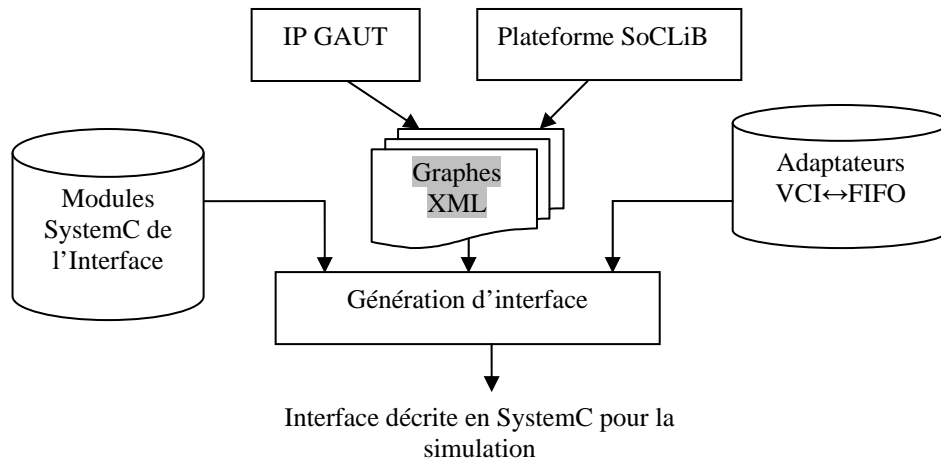 IP GAUT
Plateforme SoCLiB
Graphes
XML
Modules
SystemC de
l’Interface
Adaptateurs
VCI↔FIFO
Génération d’interface
Interface décrite en SystemC pour la
simulation